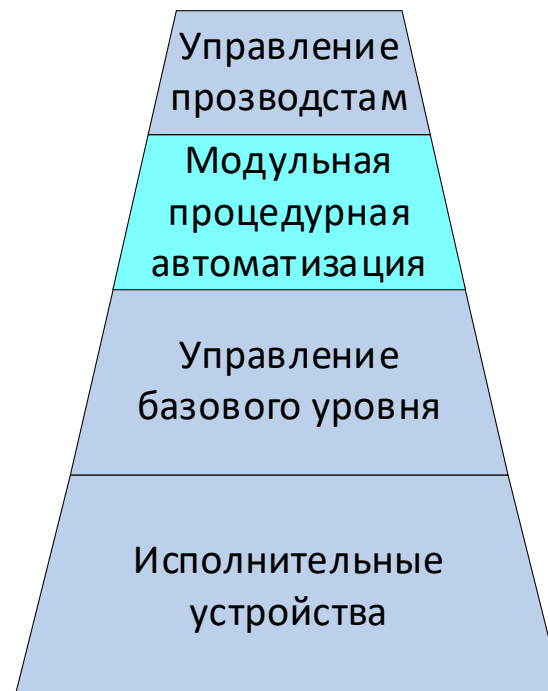 Управление
прозводстам
Модульная
процедурная
автоматизация
Управление
базового уровня
Исполнительные
устройства